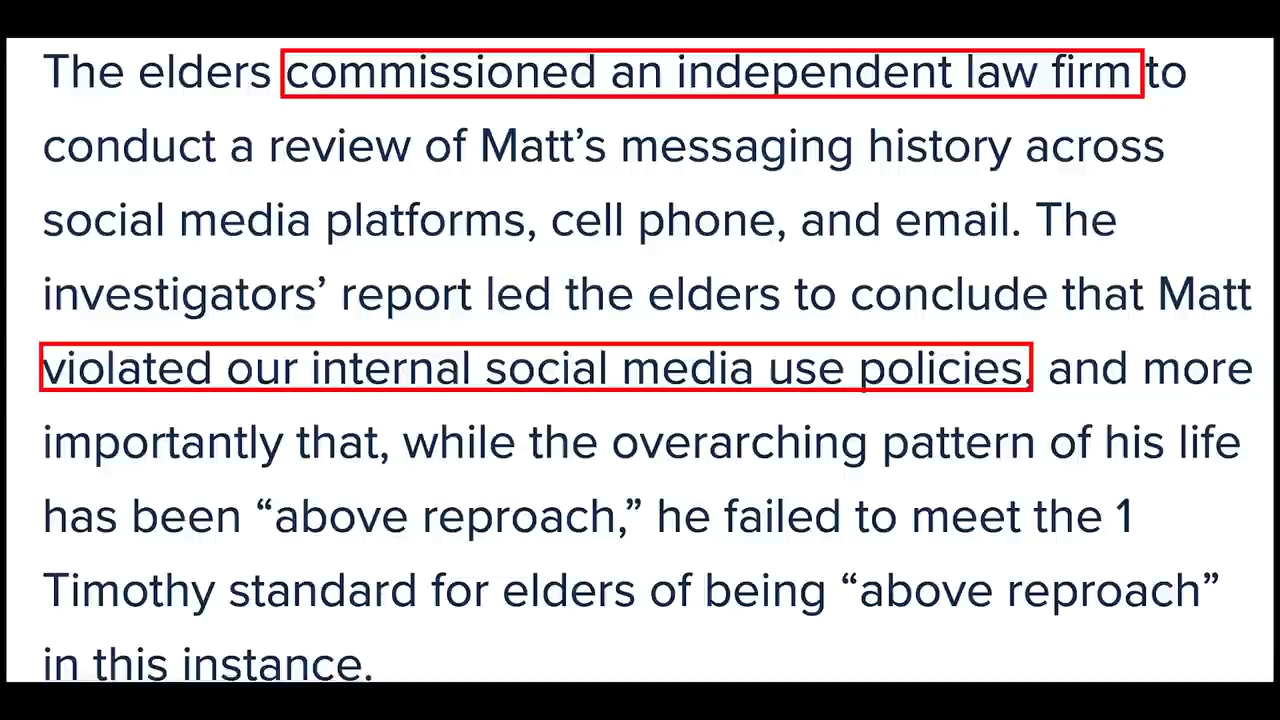 The elders commissioned an independent law firm to
conduct a review of Matt’s messaging history across
social media platforms, cell phone, and email. The
investigators’ report led the elders to conclude that Matt
violated our internal social media use policies, and more
importantly that, while the overarching pattern of his life
has been “above reproach,” he failed to meet the 1
Timothy standard for elders of being “above reproach”
in this instance.